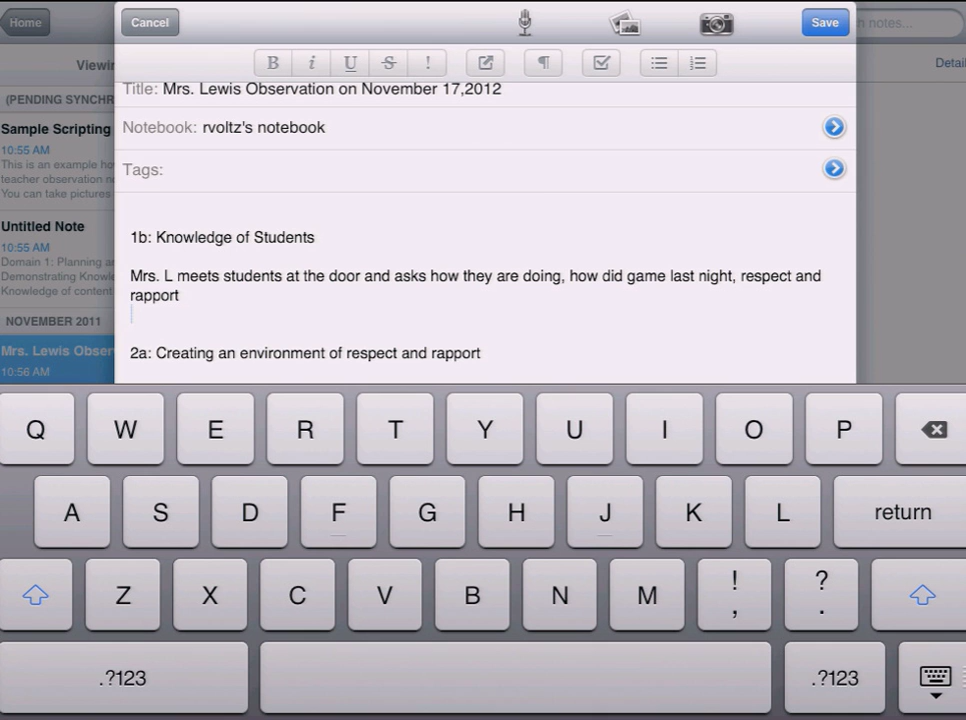 Home
Cancel
Save
h notes...
B i U S !
Viewin
Detail
(PENDING SYNCHR
Title: Mrs. Lewis Observation on November 17,2012
Sample Scripting
10:55 AM
This is an example ho
teacher observation n
You can take pictures
Notebook: rvoltz's notebook
Tags:
Untitled Note
10:55 AM
Domain 1: Planning a
Demonstrating Knowle
Knowledge of content
NOVEMBER 2011
Mrs. Lewis Obser
10:56 AM
1b: Knowledge of Students
Mrs. L meets students at the door and asks how they are doing, how did game last night, respect and
rapport
2a: Creating an environment of respect and rapport
Q W E R T Y U I O P
A S D F G H J K L return
Z X C V B N M ! , ? .
.?123 .?123